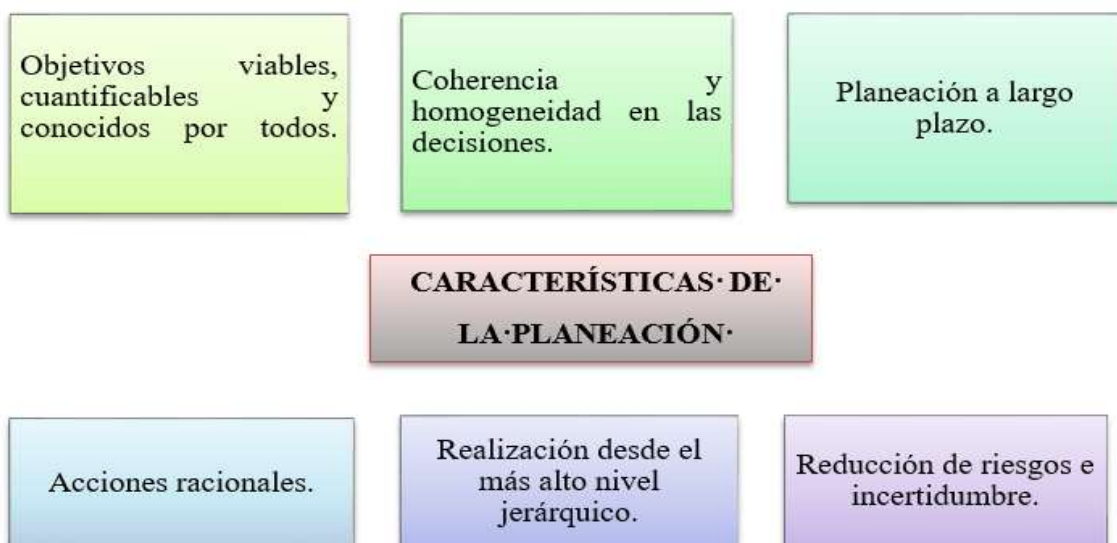 Objetivos viables,
cuantificables y
conocidos por todos.
Coherencia y
homogeneidad en las
decisiones.
Planeación a largo
plazo.
CARACTERÍSTICAS· DE·
LA·PLANEACIÓN·
Acciones racionales.
Realización desde el
más alto nivel
jerárquico.
Reducción de riesgos e
incertidumbre.